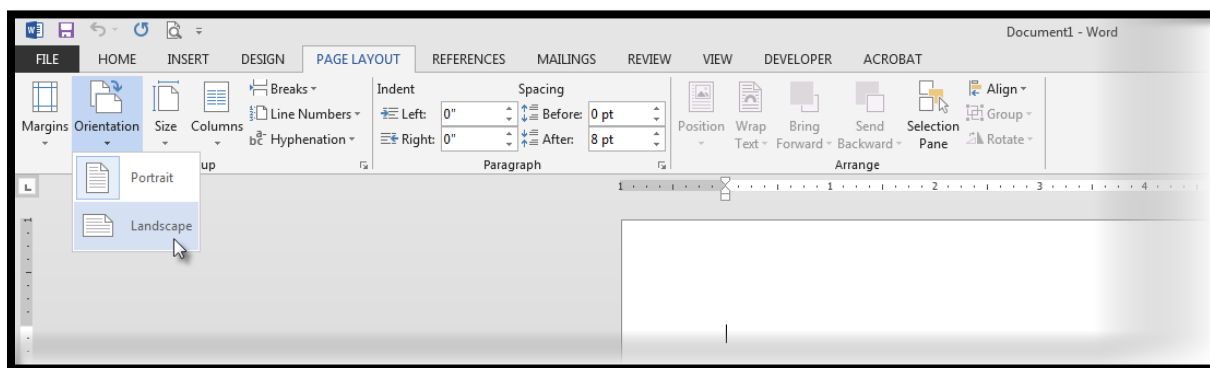 Document1 - Word
FILE HOME INSERT DESIGN PAGE LAYOUT REFERENCES MAILINGS REVIEW VIEW DEVELOPER ACROBAT
Margins Orientation Size Columns Breaks Line Numbers Hyphenation
Indent Spacing
Left: 0" Before: 0 pt
Right: 0" After: 8 pt
Position Wrap Text Bring Forward Send Backward Selection Pane Align Group Rotate
up Paragraph Arrange
Portrait
Landscape
L
1 1 2 3 4
1